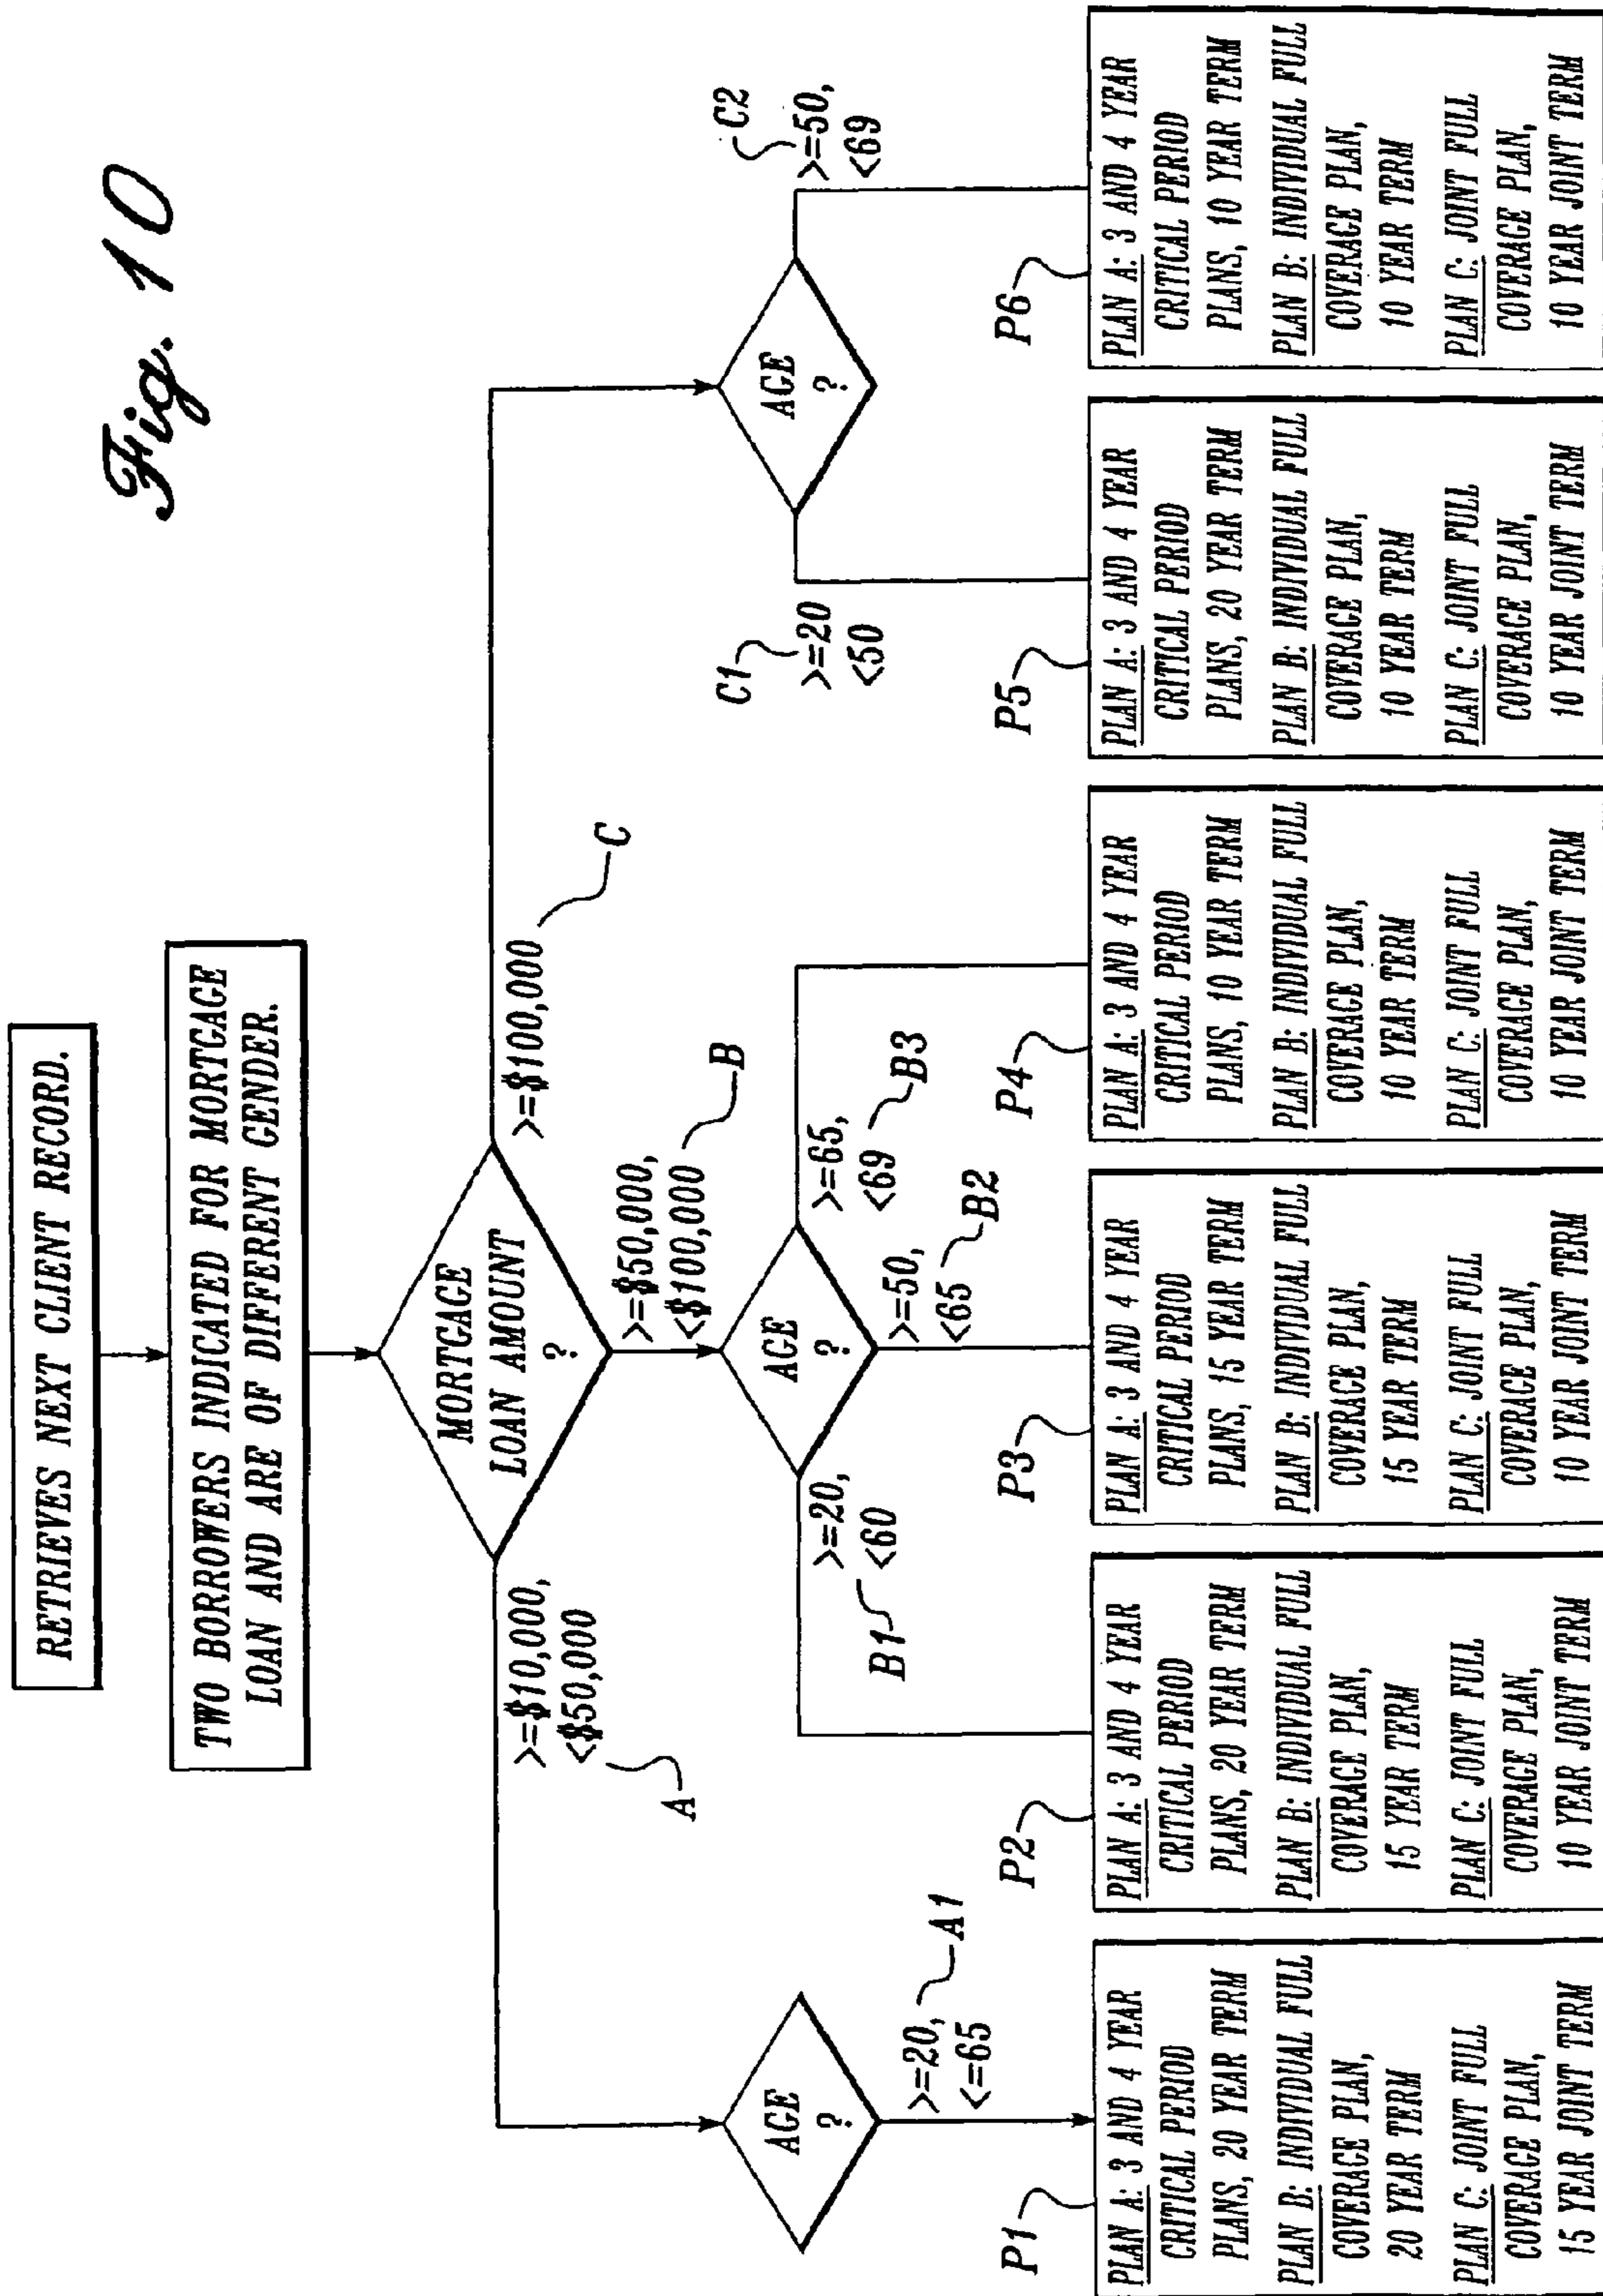 Fig. 10
RETRIEVES NEXT CLIENT RECORD.
TWO BORROWERS INDICATED FOR MORTGAGE
LOAN AND ARE OF DIFFERENT GENDER.
MORTGAGE
LOAN AMOUNT
?
>=$10,000,
<$50,000
A
>=$50,000,
<$100,000
B
>=$100,000
C
AGE
?
>=20,
<=65
A1
AGE
?
>=20,
<60
B1
>=50,
<65
B2
>=65,
<69
B3
AGE
?
C1
>=20
<50
C2
>=50,
<69
P1
PLAN A: 3 AND 4 YEAR
CRITICAL PERIOD
PLANS, 20 YEAR TERM
PLAN B: INDIVIDUAL FULL
COVERAGE PLAN,
20 YEAR TERM
PLAN C: JOINT FULL
COVERAGE PLAN,
15 YEAR JOINT TERM
P2
PLAN A: 3 AND 4 YEAR
CRITICAL PERIOD
PLANS, 20 YEAR TERM
PLAN B: INDIVIDUAL FULL
COVERAGE PLAN,
15 YEAR TERM
PLAN C: JOINT FULL
COVERAGE PLAN,
10 YEAR JOINT TERM
P3
PLAN A: 3 AND 4 YEAR
CRITICAL PERIOD
PLANS, 15 YEAR TERM
PLAN B: INDIVIDUAL FULL
COVERAGE PLAN,
15 YEAR TERM
PLAN C: JOINT FULL
COVERAGE PLAN,
10 YEAR JOINT TERM
P4
PLAN A: 3 AND 4 YEAR
CRITICAL PERIOD
PLANS, 10 YEAR TERM
PLAN B: INDIVIDUAL FULL
COVERAGE PLAN,
10 YEAR TERM
PLAN C: JOINT FULL
COVERAGE PLAN,
10 YEAR JOINT TERM
P5
PLAN A: 3 AND 4 YEAR
CRITICAL PERIOD
PLANS, 20 YEAR TERM
PLAN B: INDIVIDUAL FULL
COVERAGE PLAN,
10 YEAR TERM
PLAN C: JOINT FULL
COVERAGE PLAN,
10 YEAR JOINT TERM
P6
PLAN A: 3 AND 4 YEAR
CRITICAL PERIOD
PLANS, 10 YEAR TERM
PLAN B: INDIVIDUAL FULL
COVERAGE PLAN,
10 YEAR TERM
PLAN C: JOINT FULL
COVERAGE PLAN,
10 YEAR JOINT TERM